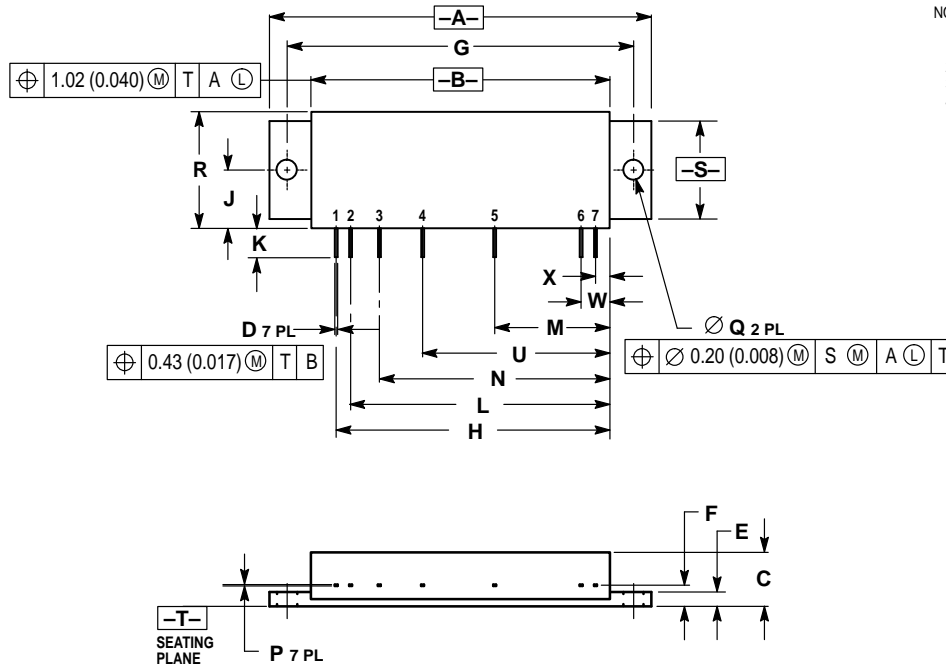 –A–
NO
G
⌖ 1.02 (0.040) Ⓜ T A Ⓛ
–B–
R
J
–S–
K
1 2 3 4 5 6 7
X
W
D 7 PL
M
∅ Q 2 PL
⌖ 0.43 (0.017) Ⓜ T B
U
⌖ ∅ 0.20 (0.008) Ⓜ S Ⓜ A Ⓛ T
N
L
H
F
E
C
–T–
SEATING
PLANE
P 7 PL